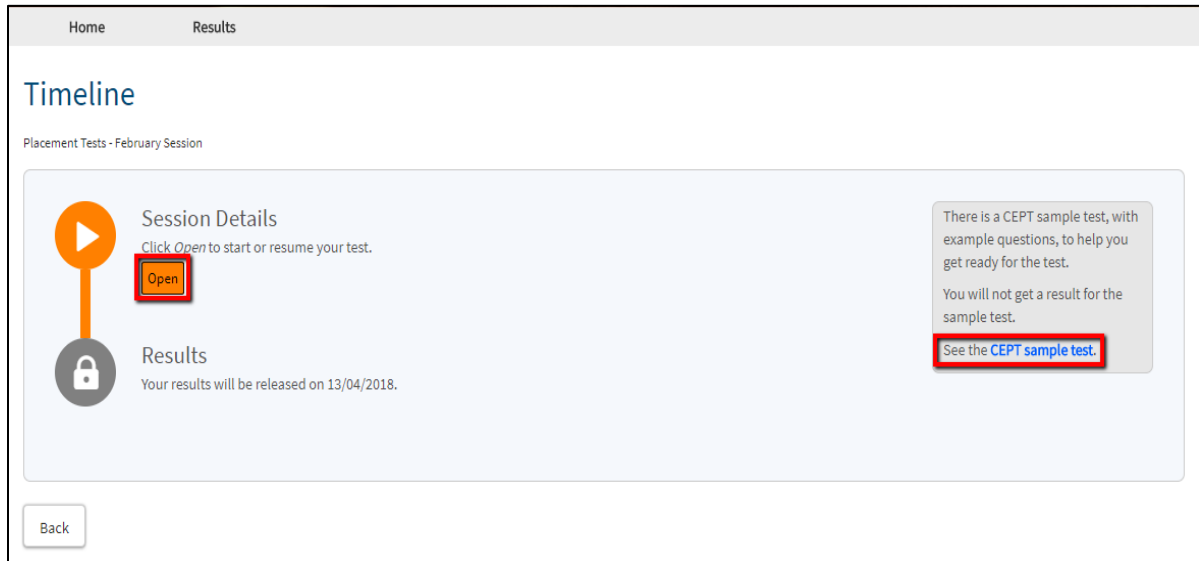 Home Results
Timeline
Placement Tests - February Session
Session Details
Click Open to start or resume your test.
Open
Results
Your results will be released on 13/04/2018.
There is a CEPT sample test, with
example questions, to help you
get ready for the test.
You will not get a result for the
sample test.
See the CEPT sample test.
Back